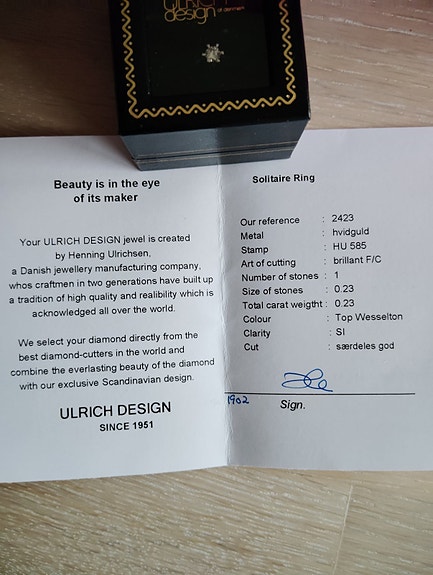 ULRICH
design of denmark
Beauty is in the eye
of its maker
Your ULRICH DESIGN jewel is created
by Henning Ulrichsen,
a Danish jewellery manufacturing company,
whos craftmen in two generations have built up
a tradition of high quality and realibility which is
acknowledged all over the world.
We select your diamond directly from the
best diamond-cutters in the world and
combine the everlasting beauty of the diamond
with our exclusive Scandinavian design.
ULRICH DESIGN
SINCE 1951
Solitaire Ring
Our reference : 2423
Metal : hvidguld
Stamp : HU 585
Art of cutting : brillant F/C
Number of stones : 1
Size of stones : 0.23
Total carat weigtht : 0.23
Colour : Top Wesselton
Clarity : SI
Cut : særdeles god
1902
Sign.